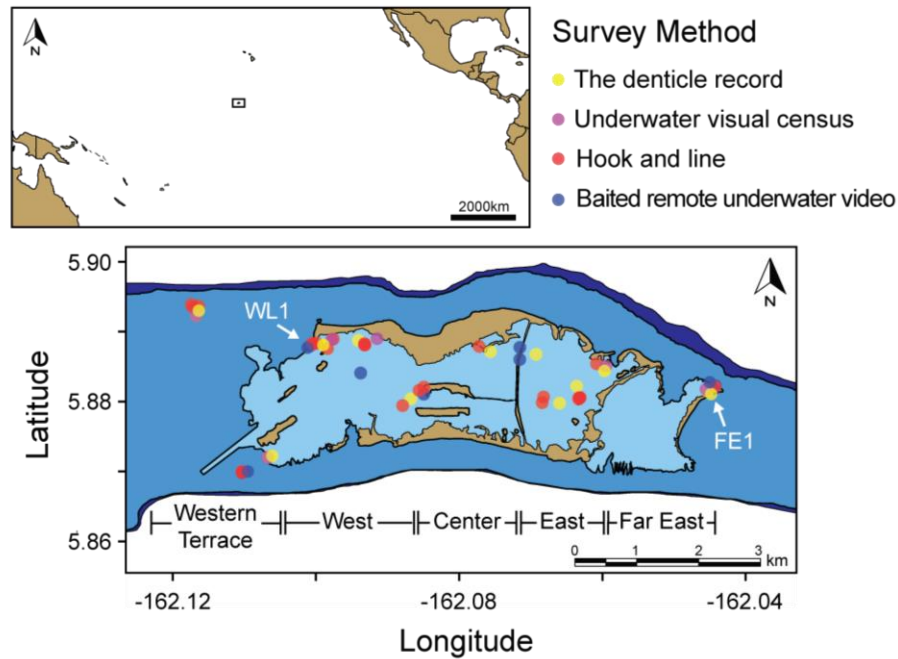 N
2000km
Survey Method
The denticle record
Underwater visual census
Hook and line
Baited remote underwater video
5.90
5.88
5.86
Latitude
WL1
N
FE1
Western
Terrace
West
Center
East
Far East
0 1 2 3
km
-162.12 -162.08 -162.04
Longitude